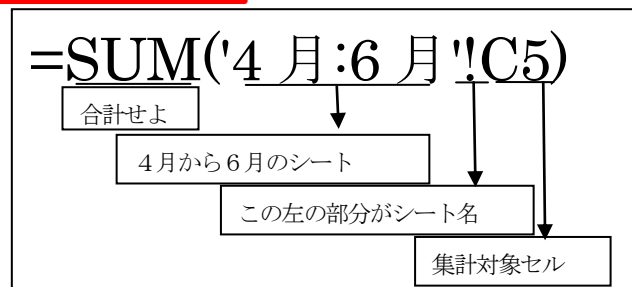 =SUM('4 月:6 月'!C5)
合計せよ
４月から６月のシート
この左の部分がシート名
集計対象セル